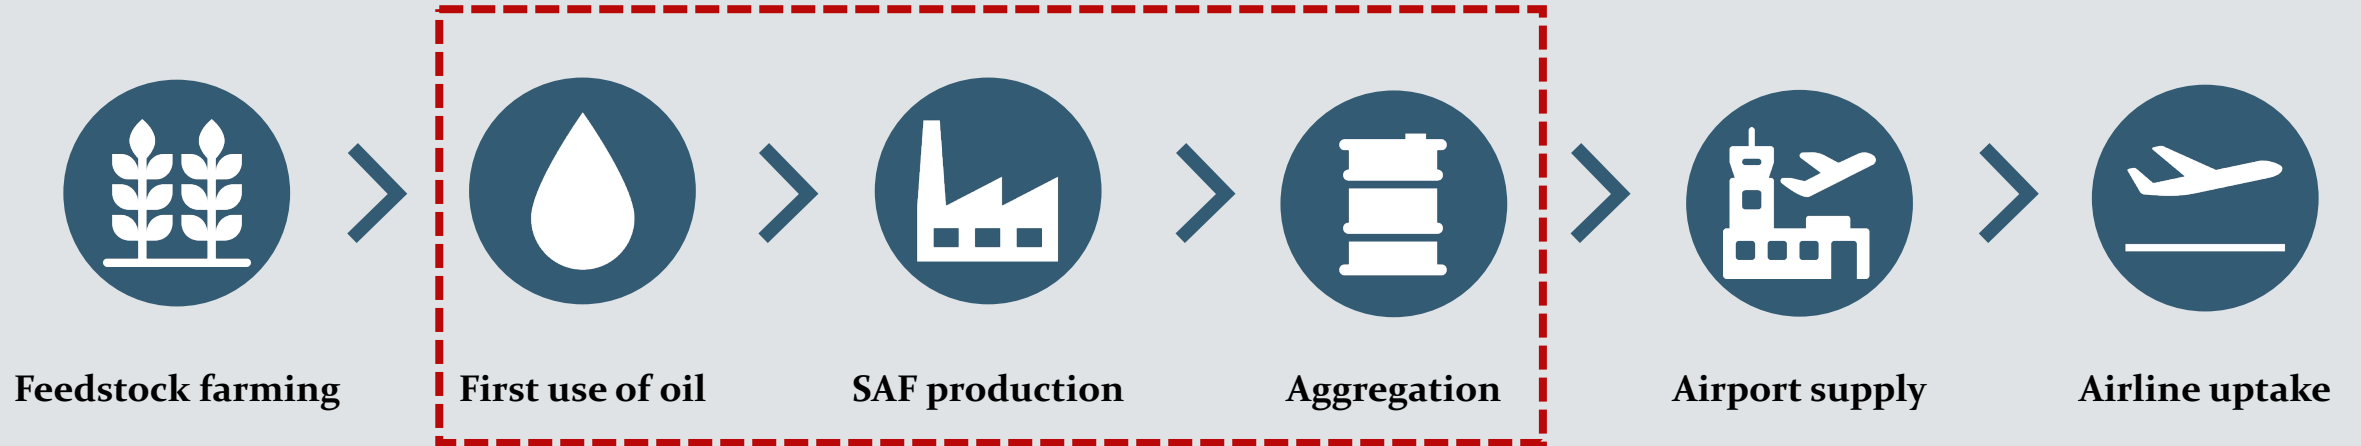 Feedstock farming
First use of oil
SAF production
Aggregation
Airport supply
Airline uptake